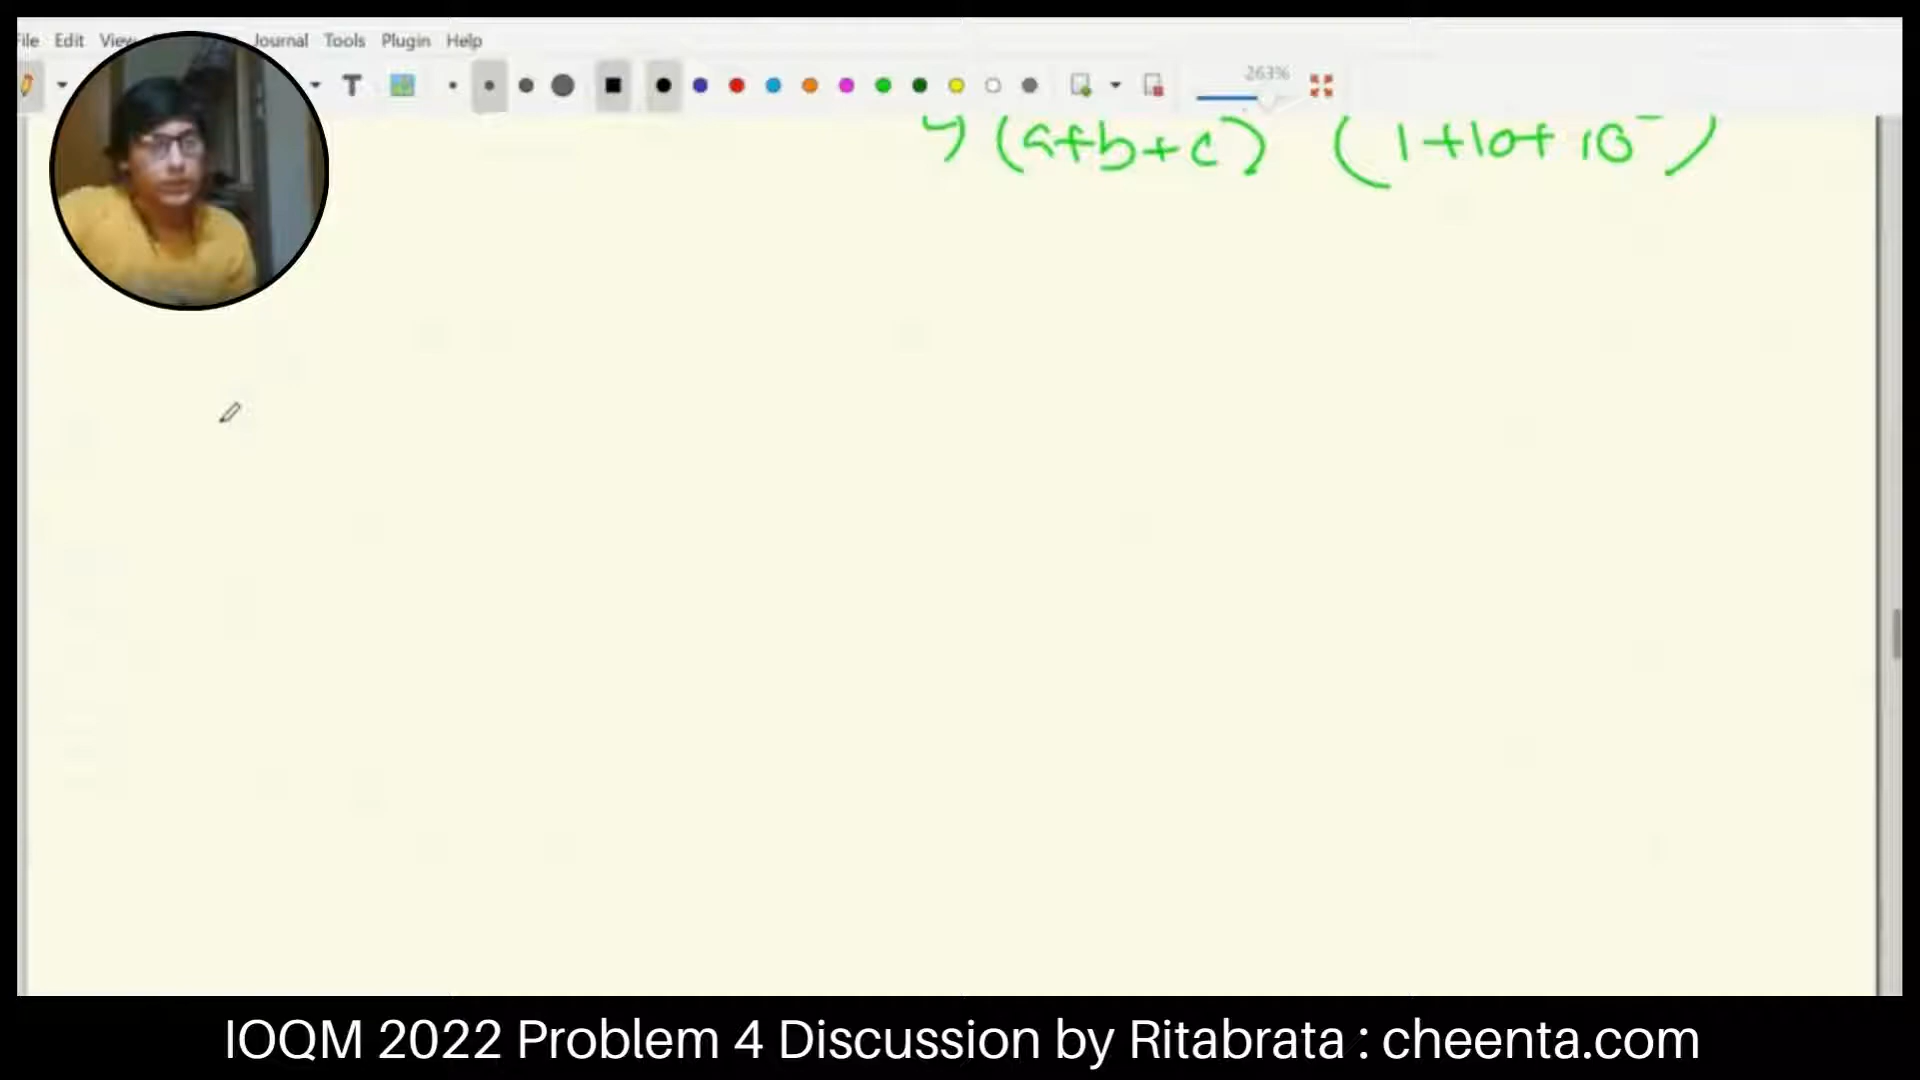 File Edit View Journal Tools Plugin Help
263%
(a+b+c) (1+10+10
IOQM 2022 Problem 4 Discussion by Ritabrata : cheenta.com